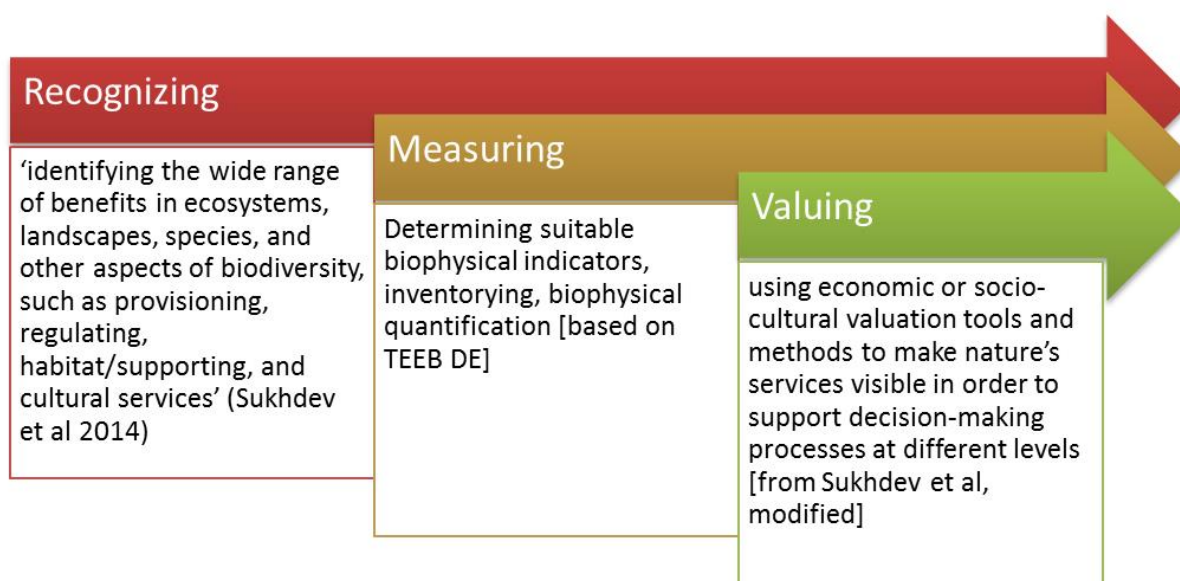 Recognizing
‘identifying the wide range
of benefits in ecosystems,
landscapes, species, and
other aspects of biodiversity,
such as provisioning,
regulating,
habitat/supporting, and
cultural services’ (Sukhdev
et al 2014)
Measuring
Determining suitable
biophysical indicators,
inventorying, biophysical
quantification [based on
TEEB DE]
Valuing
using economic or socio-
cultural valuation tools and
methods to make nature’s
services visible in order to
support decision-making
processes at different levels
[from Sukhdev et al,
modified]